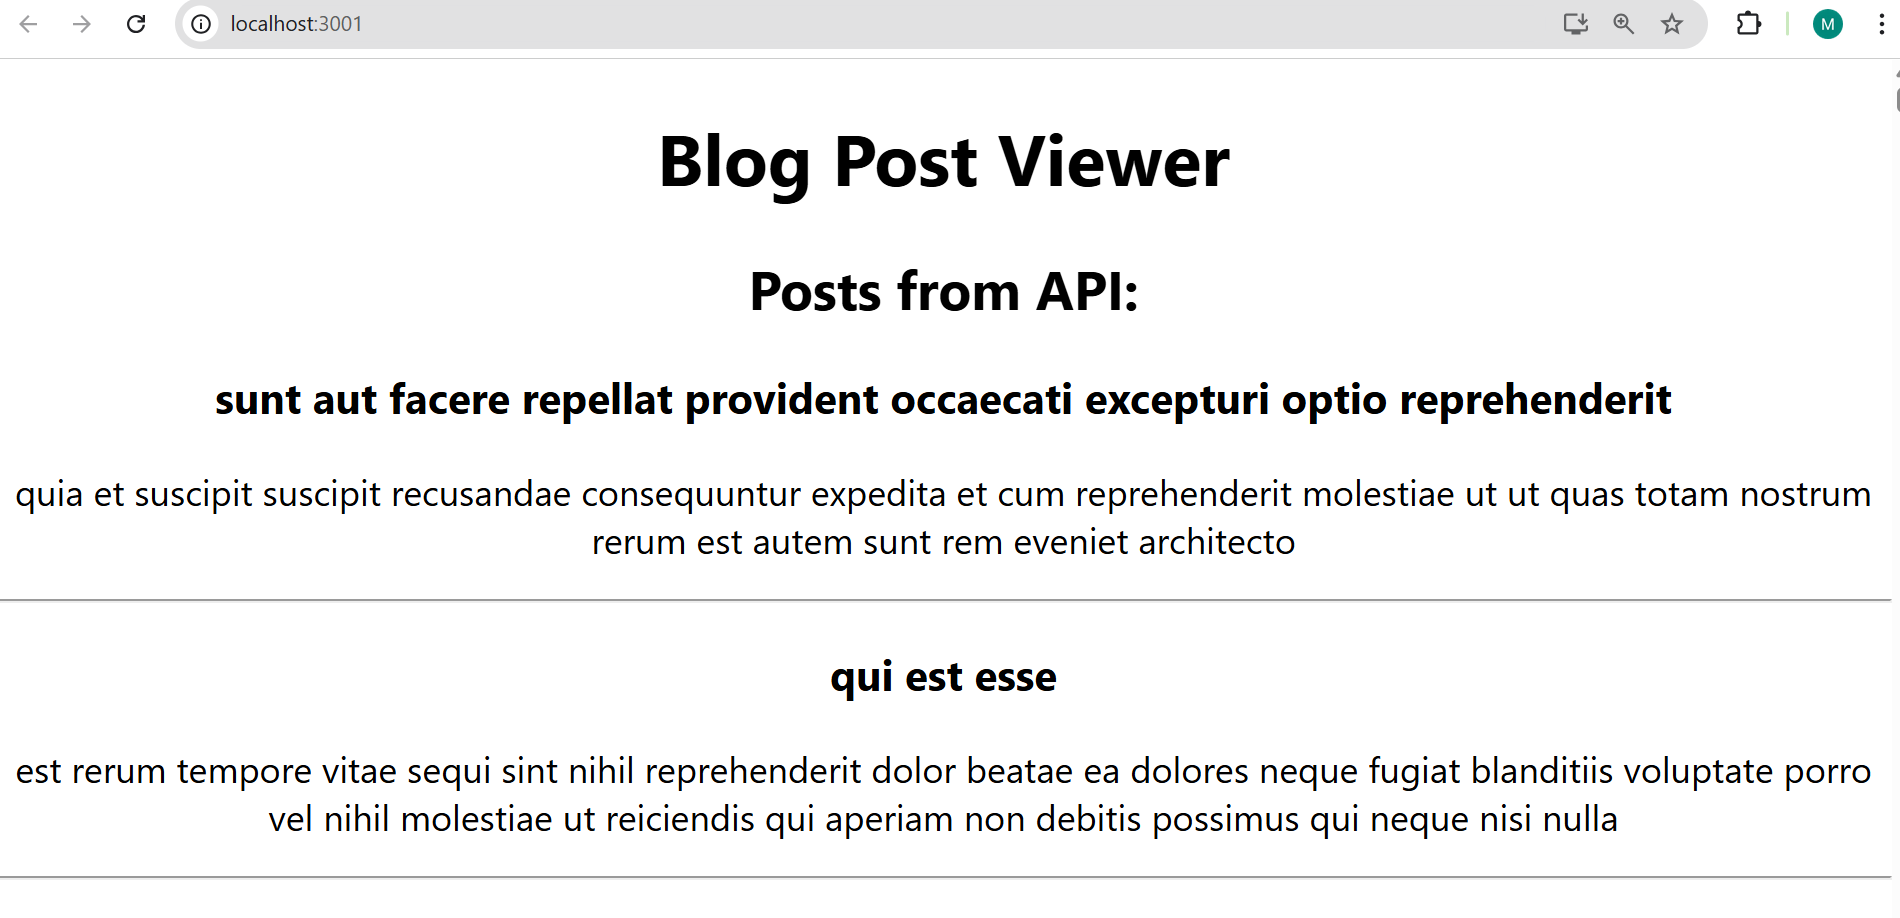 localhost:3001
M
Blog Post Viewer
Posts from API:
sunt aut facere repellat provident occaecati excepturi optio reprehenderit
quia et suscipit suscipit recusandae consequuntur expedita et cum reprehenderit molestiae ut ut quas totam nostrum
rerum est autem sunt rem eveniet architecto
qui est esse
est rerum tempore vitae sequi sint nihil reprehenderit dolor beatae ea dolores neque fugiat blanditiis voluptate porro
vel nihil molestiae ut reiciendis qui aperiam non debitis possimus qui neque nisi nulla